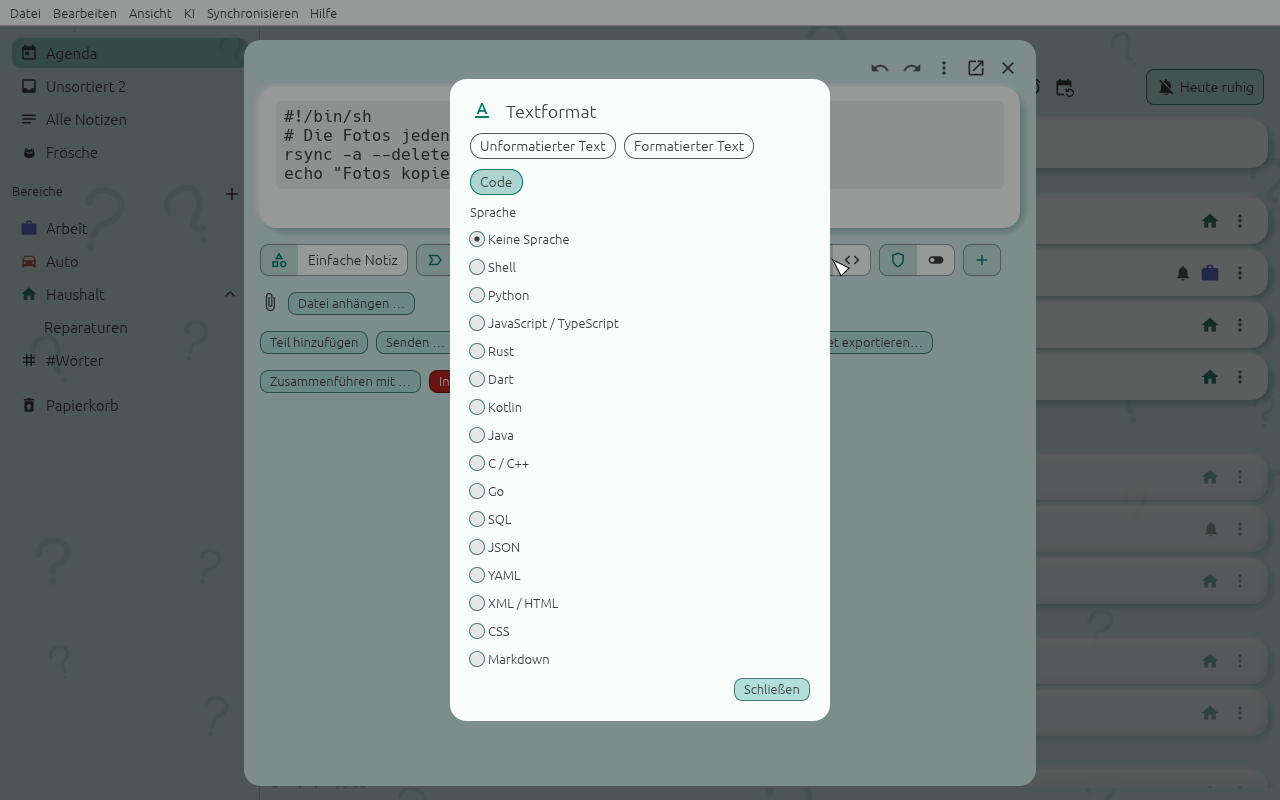 Datei Bearbeiten Ansicht KI Synchronisieren Hilfe
Agenda
Unsortiert 2
Alle Notizen
Frösche
Bereiche
Arbeit
Auto
Haushalt
Reparaturen
#Wörter
Papierkorb
Heute ruhig
#!/bin/sh
# Die Fotos jeden
rsync -a --delete
echo "Fotos kopie
Einfache Notiz
Datei anhängen ...
Teil hinzufügen Senden ... et exportieren...
Zusammenführen mit ... In
Textformat
Unformatierter Text Formatierter Text
Code
Sprache
Keine Sprache
Shell
Python
JavaScript / TypeScript
Rust
Dart
Kotlin
Java
C / C++
Go
SQL
JSON
YAML
XML / HTML
CSS
Markdown
Schließen